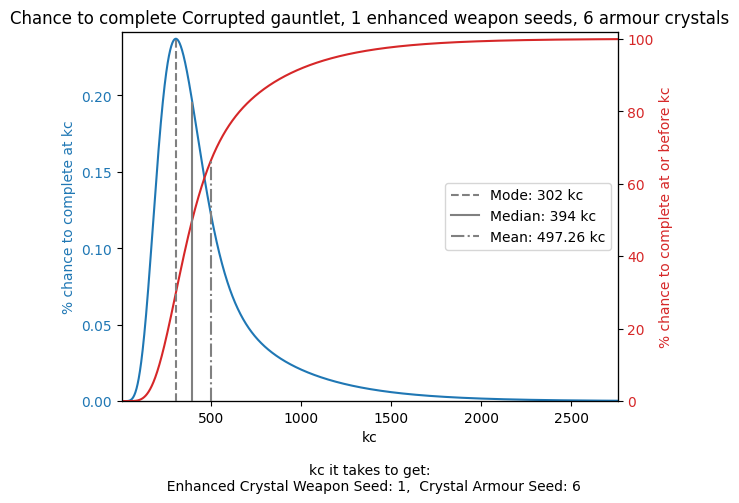 Chance to complete Corrupted gauntlet, 1 enhanced weapon seeds, 6 armour crystals
% chance to complete at kc
0.20
0.15
0.10
0.05
0.00
Mode: 302 kc
Median: 394 kc
Mean: 497.26 kc
100
80
60
40
20
0
% chance to complete at or before kc
500 1000 1500 2000 2500
kc
kc it takes to get:
Enhanced Crystal Weapon Seed: 1, Crystal Armour Seed: 6